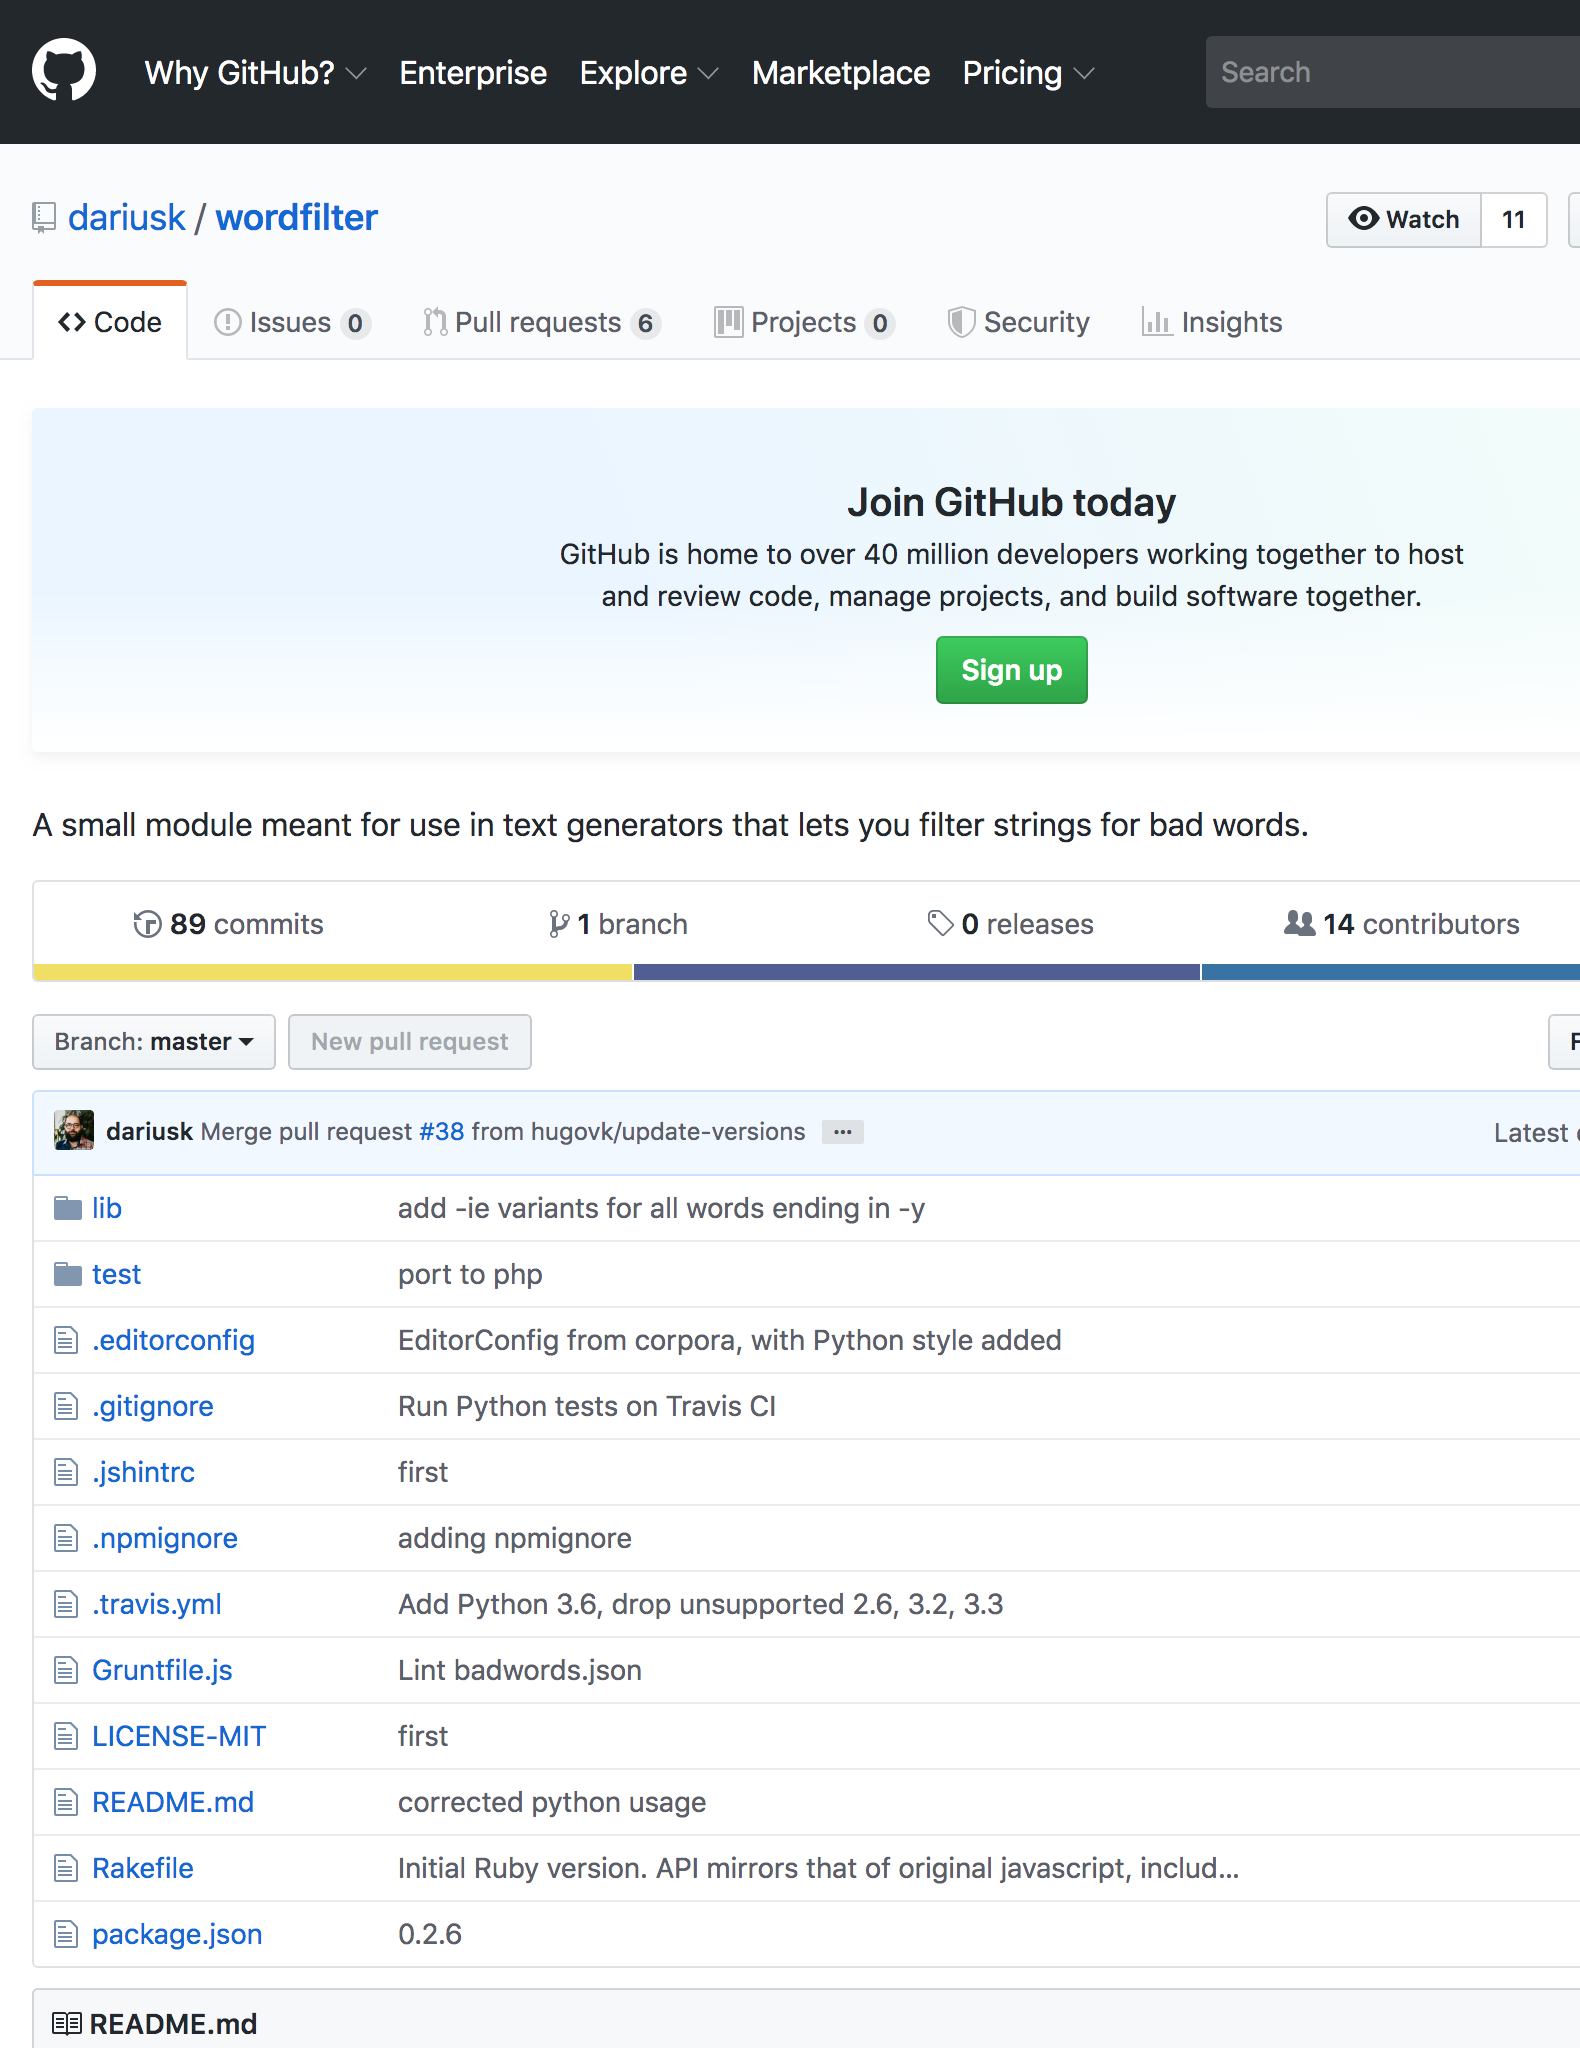 Why GitHub? Enterprise Explore Marketplace Pricing Search
dariusk / wordfilter Watch 11
Code Issues 0 Pull requests 6 Projects 0 Security Insights
Join GitHub today
GitHub is home to over 40 million developers working together to host
and review code, manage projects, and build software together.
Sign up
A small module meant for use in text generators that lets you filter strings for bad words.
89 commits 1 branch 0 releases 14 contributors
Branch: master New pull request
dariusk Merge pull request #38 from hugovk/update-versions ... Latest
lib add -ie variants for all words ending in -y
test port to php
.editorconfig EditorConfig from corpora, with Python style added
.gitignore Run Python tests on Travis CI
.jshintrc first
.npmignore adding npmignore
.travis.yml Add Python 3.6, drop unsupported 2.6, 3.2, 3.3
Gruntfile.js Lint badwords.json
LICENSE-MIT first
README.md corrected python usage
Rakefile Initial Ruby version. API mirrors that of original javascript, includ...
package.json 0.2.6
README.md